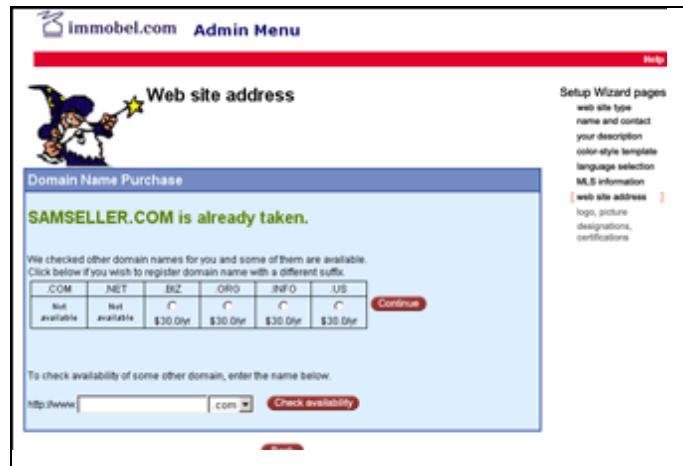 immobel.com Admin Menu
Help
Web site address
Setup Wizard pages
web site type
name and contact
your description
color-style template
language selection
MLS information
[ web site address ]
logo, picture
designations,
certifications
Domain Name Purchase
SAMSELLER.COM is already taken.
We checked other domain names for you and some of them are available.
Click below if you wish to register domain name with a different suffix.
.COM .NET .BIZ .ORG .INFO .US
Not available Not available $30.0/yr $30.0/yr $30.0/yr $30.0/yr Continue
To check availability of some other domain, enter the name below.
http://www. .com Check availability
Back